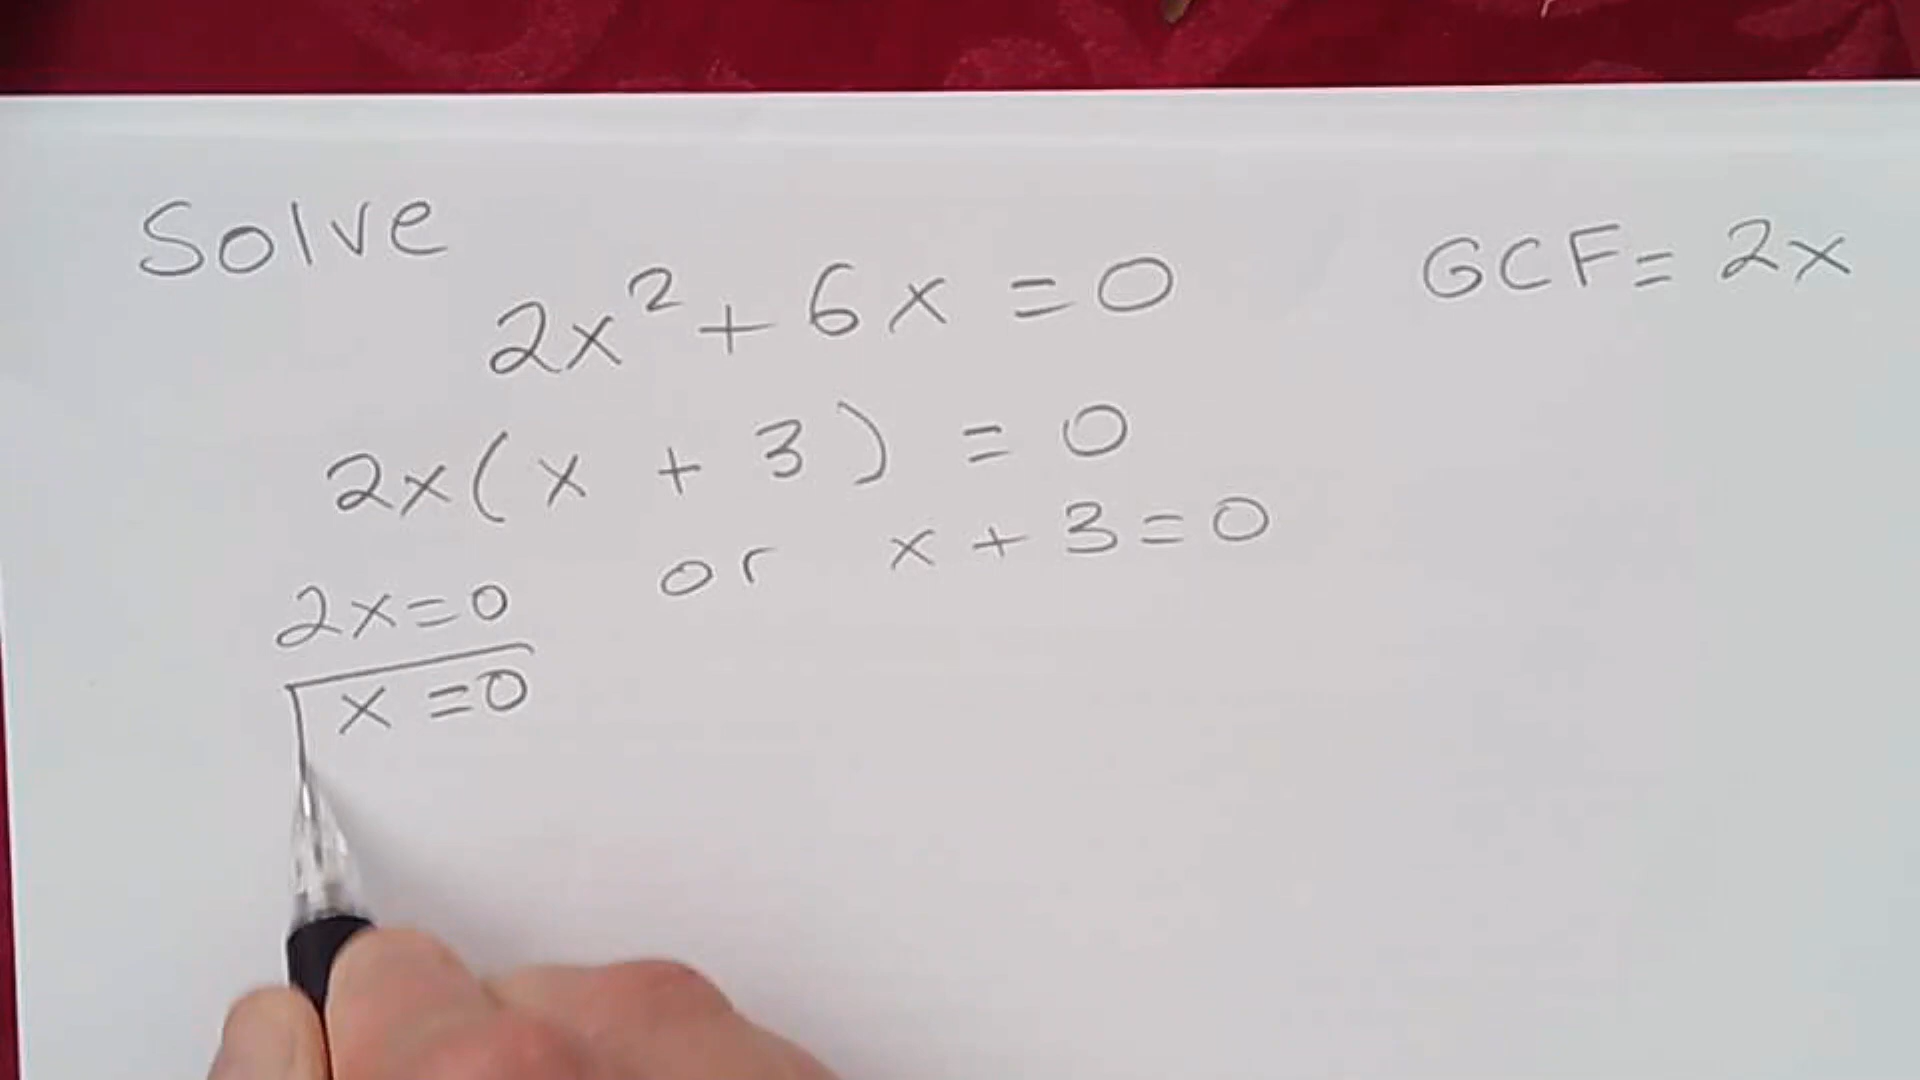 Solve
2x² + 6x = 0
GCF = 2x
2x(x + 3) = 0
2x=0 or x + 3 = 0
x = 0